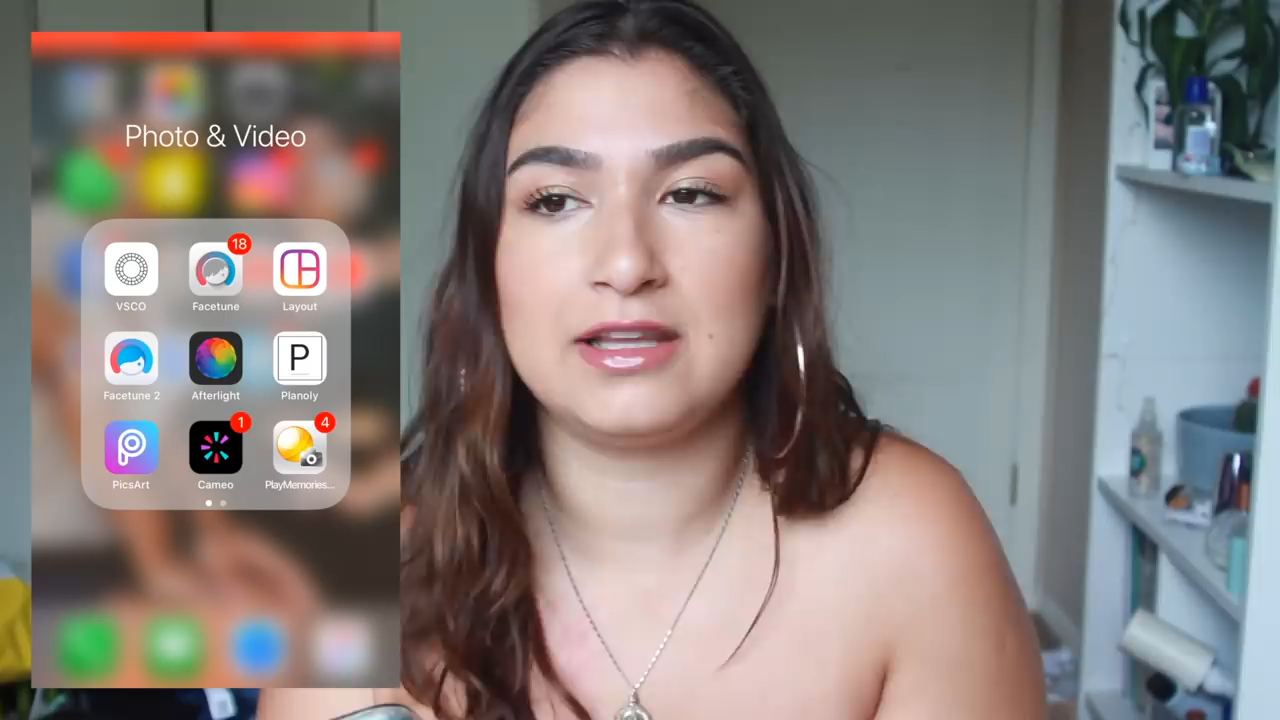 Photo & Video
18
VSCO Facetune Layout
P
Facetune 2 Afterlight Planoly
1 4
PicsArt Cameo PlayMemories...